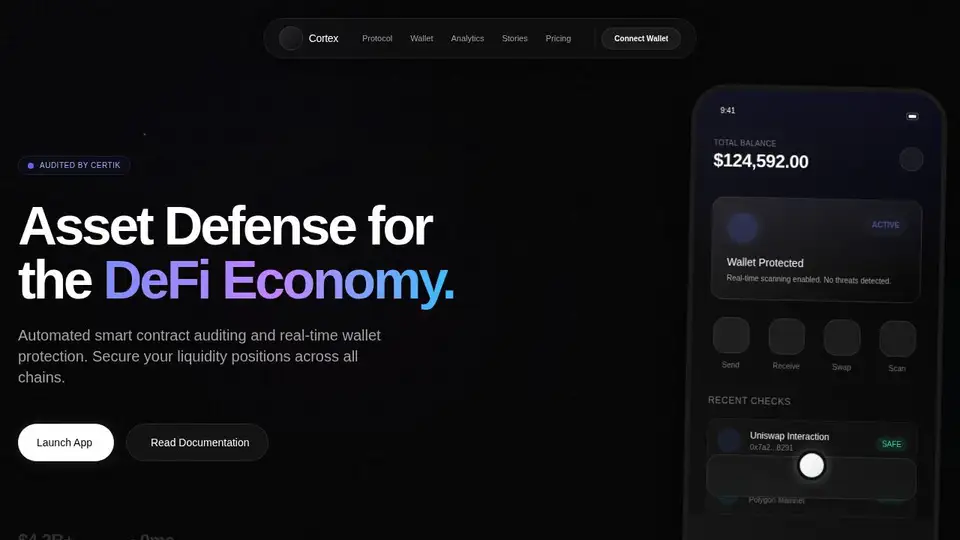 Cortex
Protocol
Wallet
Analytics
Stories
Pricing
Connect Wallet
AUDITED BY CERTIK
Asset Defense for
the DeFi Economy.
Automated smart contract auditing and real-time wallet
protection. Secure your liquidity positions across all
chains.
Launch App
Read Documentation
9:41
TOTAL BALANCE
$124,592.00
ACTIVE
Wallet Protected
Real-time scanning enabled. No threats detected.
Send
Receive
Swap
Scan
RECENT CHECKS
Uniswap Interaction
0x7a2...8291
SAFE
Polygon Mainnet